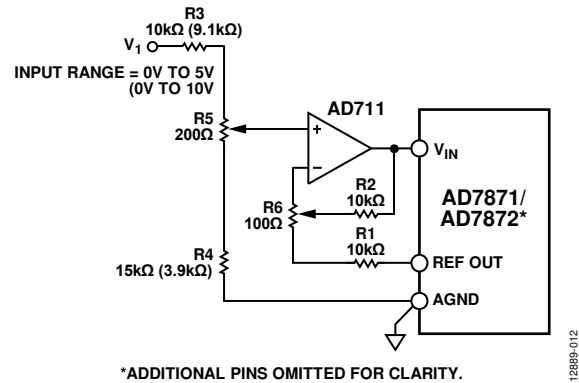 R3
10kΩ (9.1kΩ)
V1
INPUT RANGE = 0V TO 5V
(0V TO 10V
AD711
R5
200Ω
+
–
VIN
R2
10kΩ
R6
100Ω
AD7871/
AD7872*
R1
10kΩ
REF OUT
R4
15kΩ (3.9kΩ)
AGND
*ADDITIONAL PINS OMITTED FOR CLARITY.
12889-012